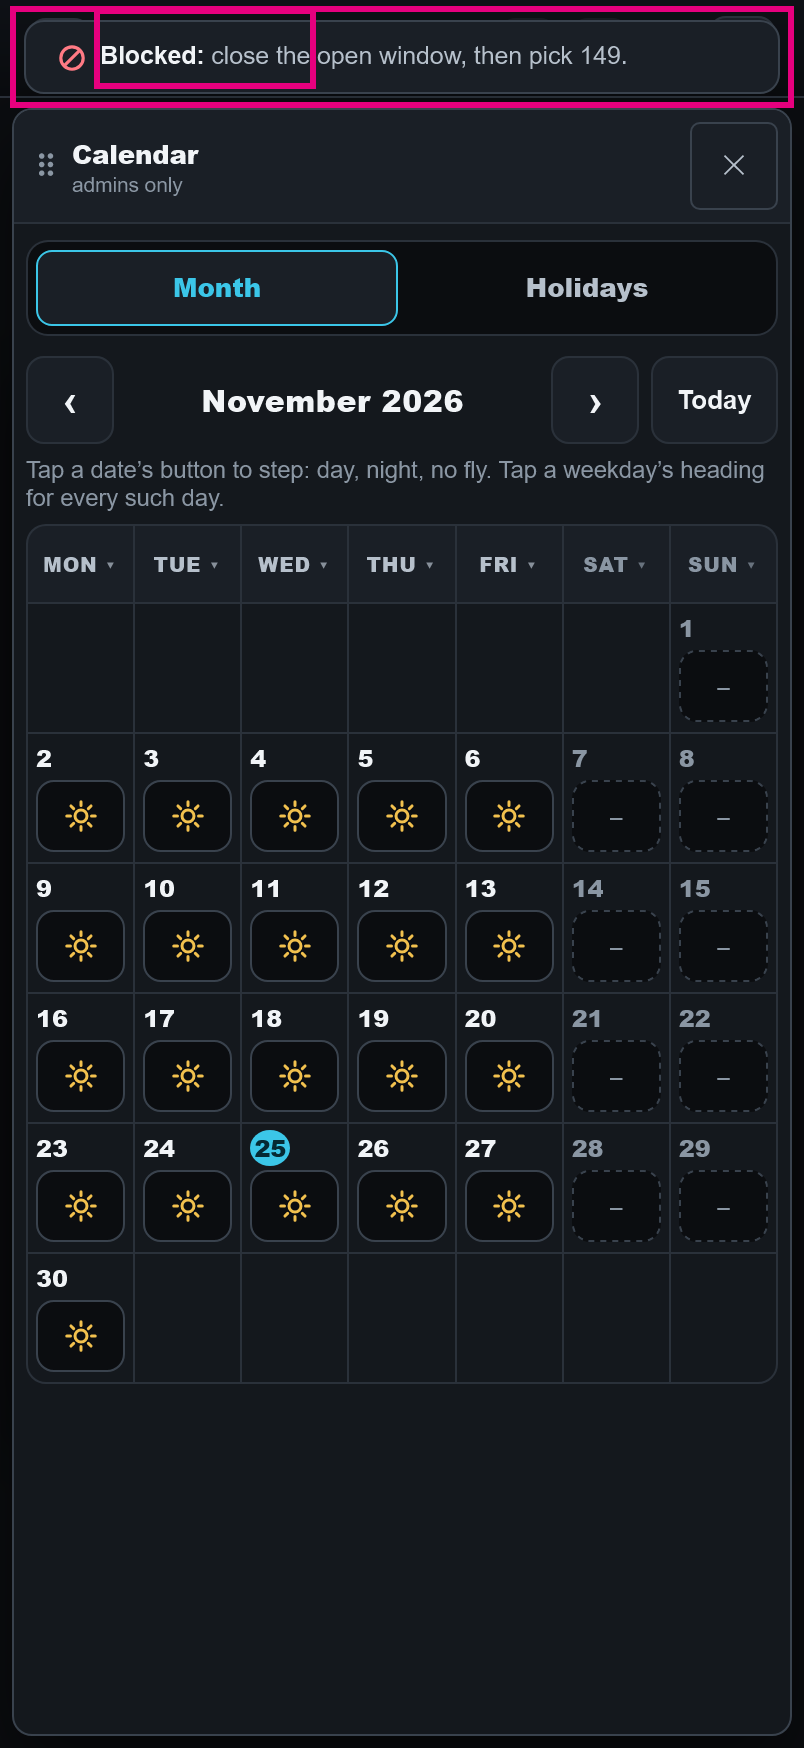 Blocked: close the open window, then pick 149.
Calendar
admins only
Month Holidays
‹ November 2026 › Today
Tap a date’s button to step: day, night, no fly. Tap a weekday’s heading
for every such day.
MON ▾ TUE ▾ WED ▾ THU ▾ FRI ▾ SAT ▾ SUN ▾
1
–
2 3 4 5 6 7 8
– –
9 10 11 12 13 14 15
– –
16 17 18 19 20 21 22
– –
23 24 25 26 27 28 29
– –
30